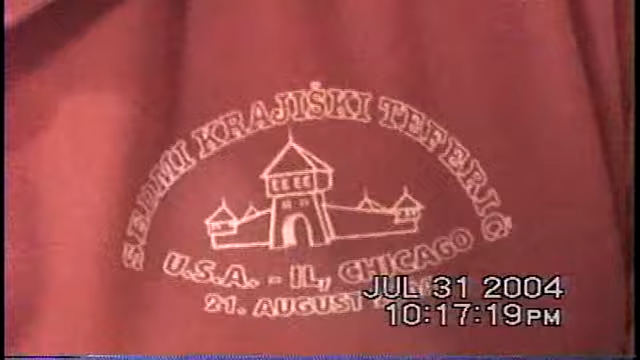 SEDMI KRAJIŠKI TEFERIČ
U.S.A. - IL, CHICAGO
21. AUGUST
JUL 31 2004
10:17:19PM